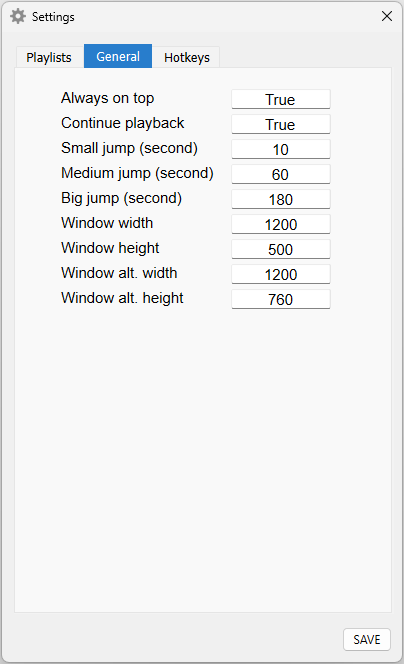 Settings
Playlists General Hotkeys
Always on top True
Continue playback True
Small jump (second) 10
Medium jump (second) 60
Big jump (second) 180
Window width 1200
Window height 500
Window alt. width 1200
Window alt. height 760
SAVE